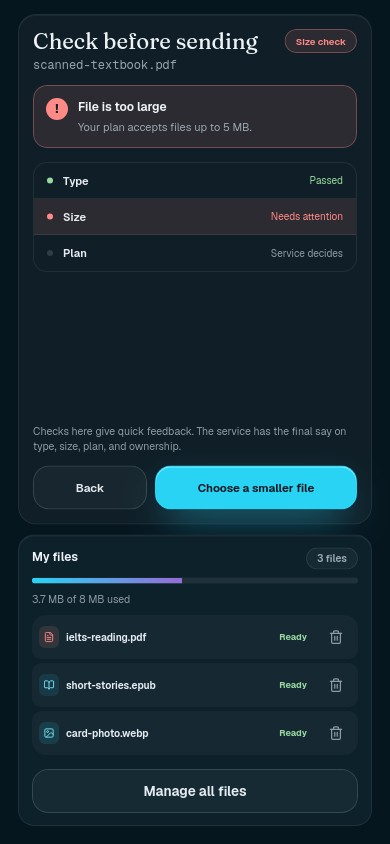 Check before sending
Size check
scanned-textbook.pdf
!
File is too large
Your plan accepts files up to 5 MB.
Type
Passed
Size
Needs attention
Plan
Service decides
Checks here give quick feedback. The service has the final say on
type, size, plan, and ownership.
Back
Choose a smaller file
My files
3 files
3.7 MB of 8 MB used
ielts-reading.pdf
Ready
short-stories.epub
Ready
card-photo.webp
Ready
Manage all files